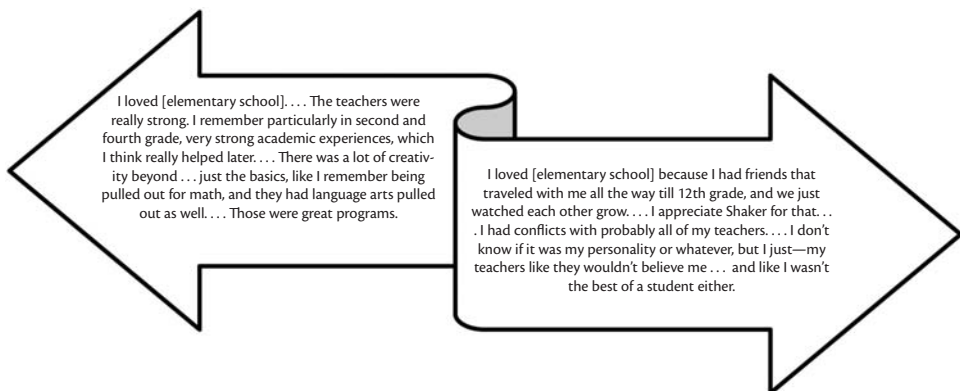 I loved [elementary school]. . . . The teachers were
really strong. I remember particularly in second and
fourth grade, very strong academic experiences, which
I think really helped later. . . . There was a lot of creativ-
ity beyond . . . just the basics, like I remember being
pulled out for math, and they had language arts pulled
out as well. . . . Those were great programs.
I loved [elementary school] because I had friends that
traveled with me all the way till 12th grade, and we just
watched each other grow. . . . I appreciate Shaker for that. . .
. I had conflicts with probably all of my teachers. . . . I don’t
know if it was my personality or whatever, but I just—my
teachers like they wouldn’t believe me . . . and like I wasn’t
the best of a student either.